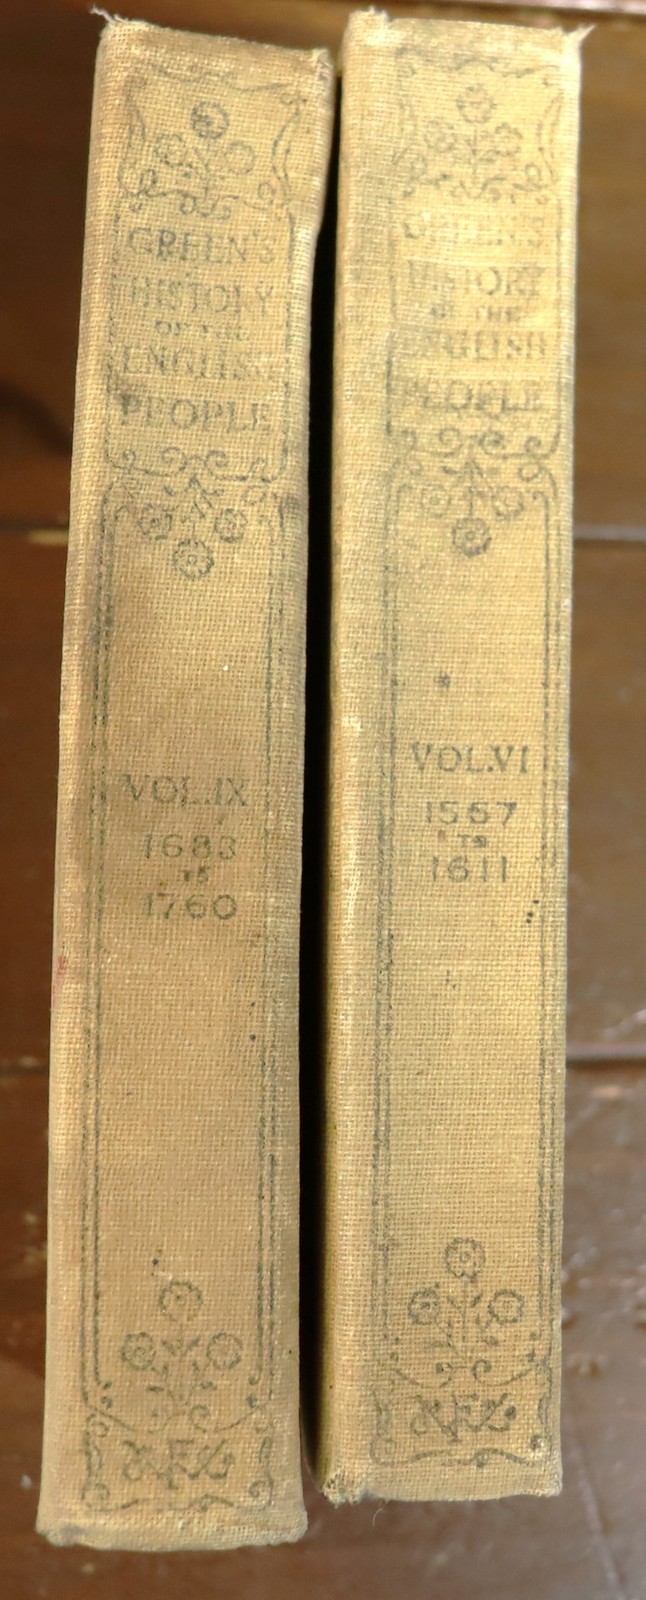 GREEN'S
HISTORY
OF THE
ENGLISH
PEOPLE
VOL.IX
1683
TO
1760
GREEN'S
HISTORY
OF THE
ENGLISH
PEOPLE
VOL.VI
1567
TO
1611